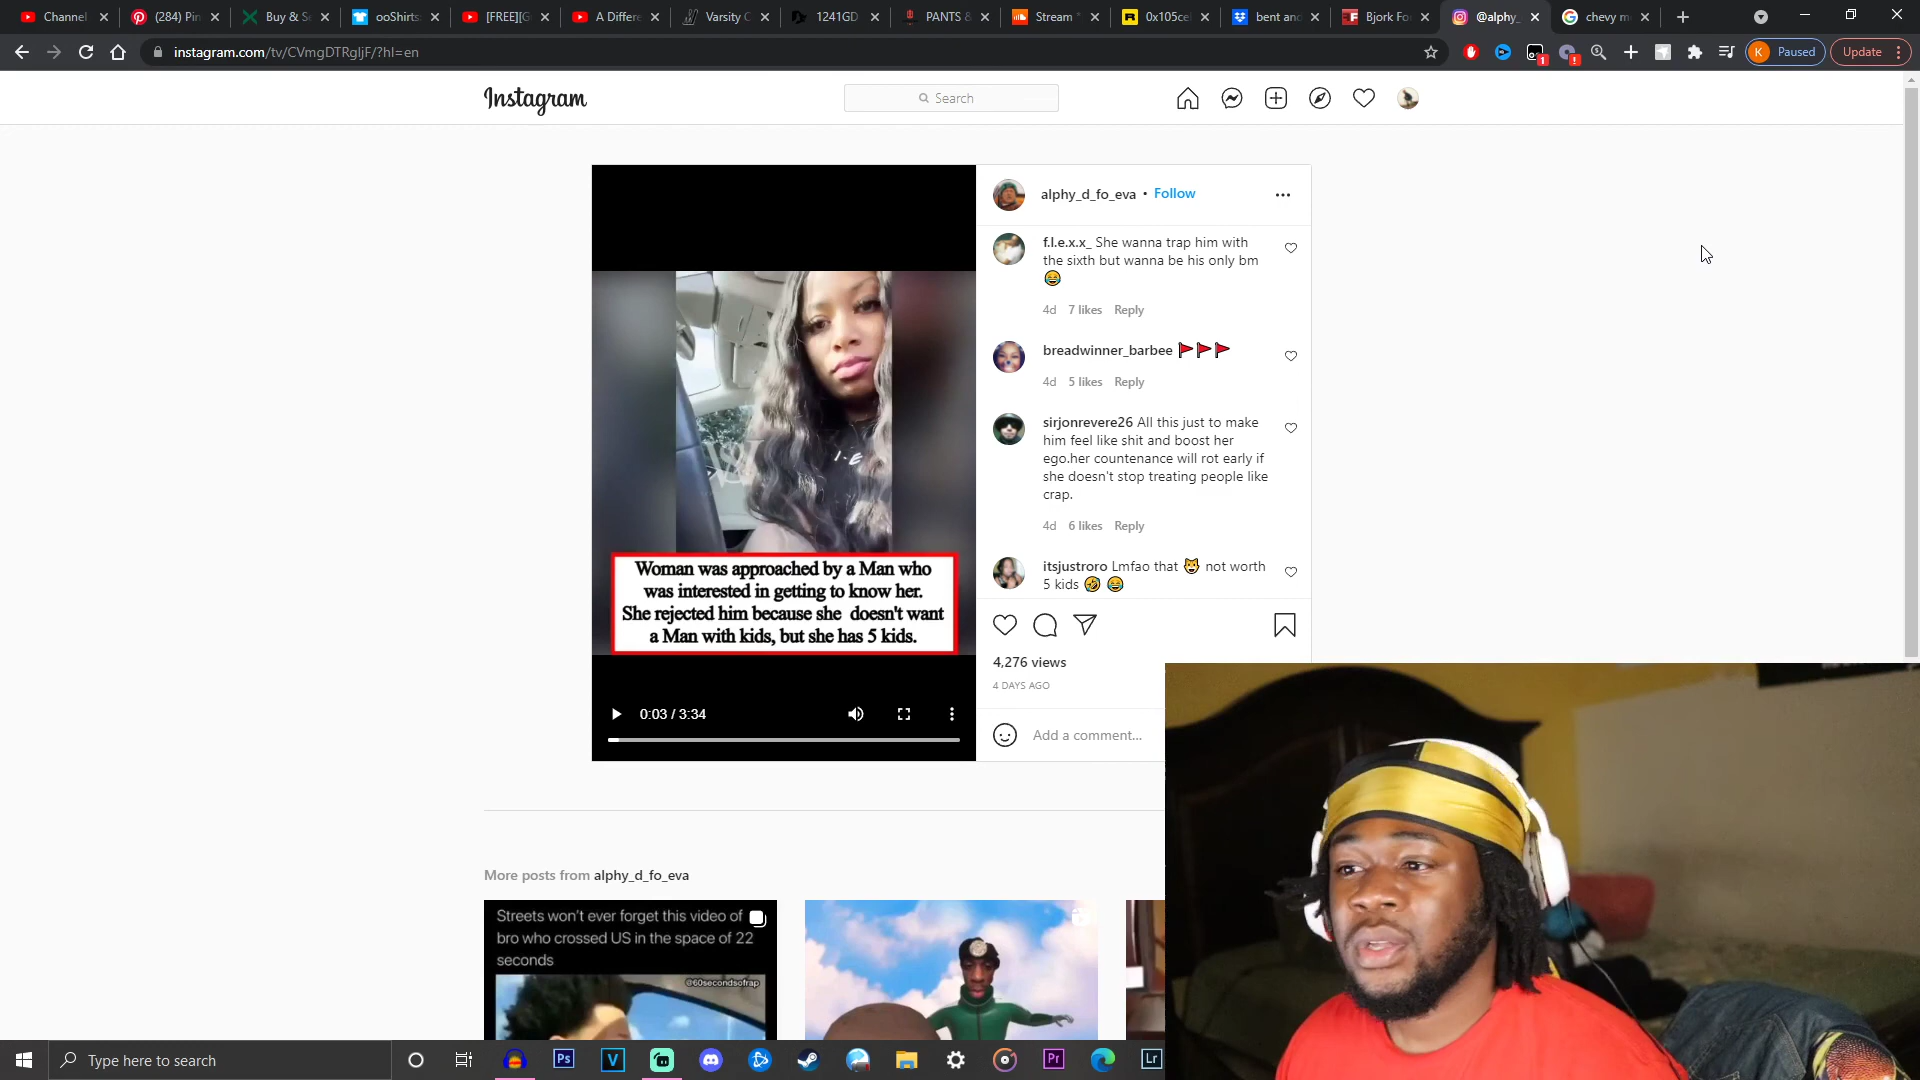 Channel
(284) Pin
Buy & Se
ooShirts
[FREE][G
A Differe
Varsity C
1241GD
PANTS &
Stream
0x105cel
bent and
Bjork Fo
@alphy_
chevy m
instagram.com/tv/CVmgDTRgljF/?hl=en
1
K Paused
Update
Instagram
Search
alphy_d_fo_eva • Follow
f.l.e.x.x_ She wanna trap him with
the sixth but wanna be his only bm
😂
4d 7 likes Reply
breadwinner_barbee 🚩🚩🚩
4d 5 likes Reply
sirjonrevere26 All this just to make
him feel like shit and boost her
ego.her countenance will rot early if
she doesn't stop treating people like
crap.
4d 6 likes Reply
itsjustroro Lmfao that 😺 not worth
5 kids 🤣 😂
Woman was approached by a Man who
was interested in getting to know her.
She rejected him because she doesn't want
a Man with kids, but she has 5 kids.
0:03 / 3:34
4,276 views
4 DAYS AGO
Add a comment...
More posts from alphy_d_fo_eva
Streets won't ever forget this video of
bro who crossed US in the space of 22
seconds
@60secondsofrap
Type here to search
Ps
V
Pr
Lr